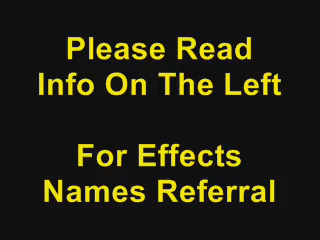 Please Read
Info On The Left
For Effects
Names Referral